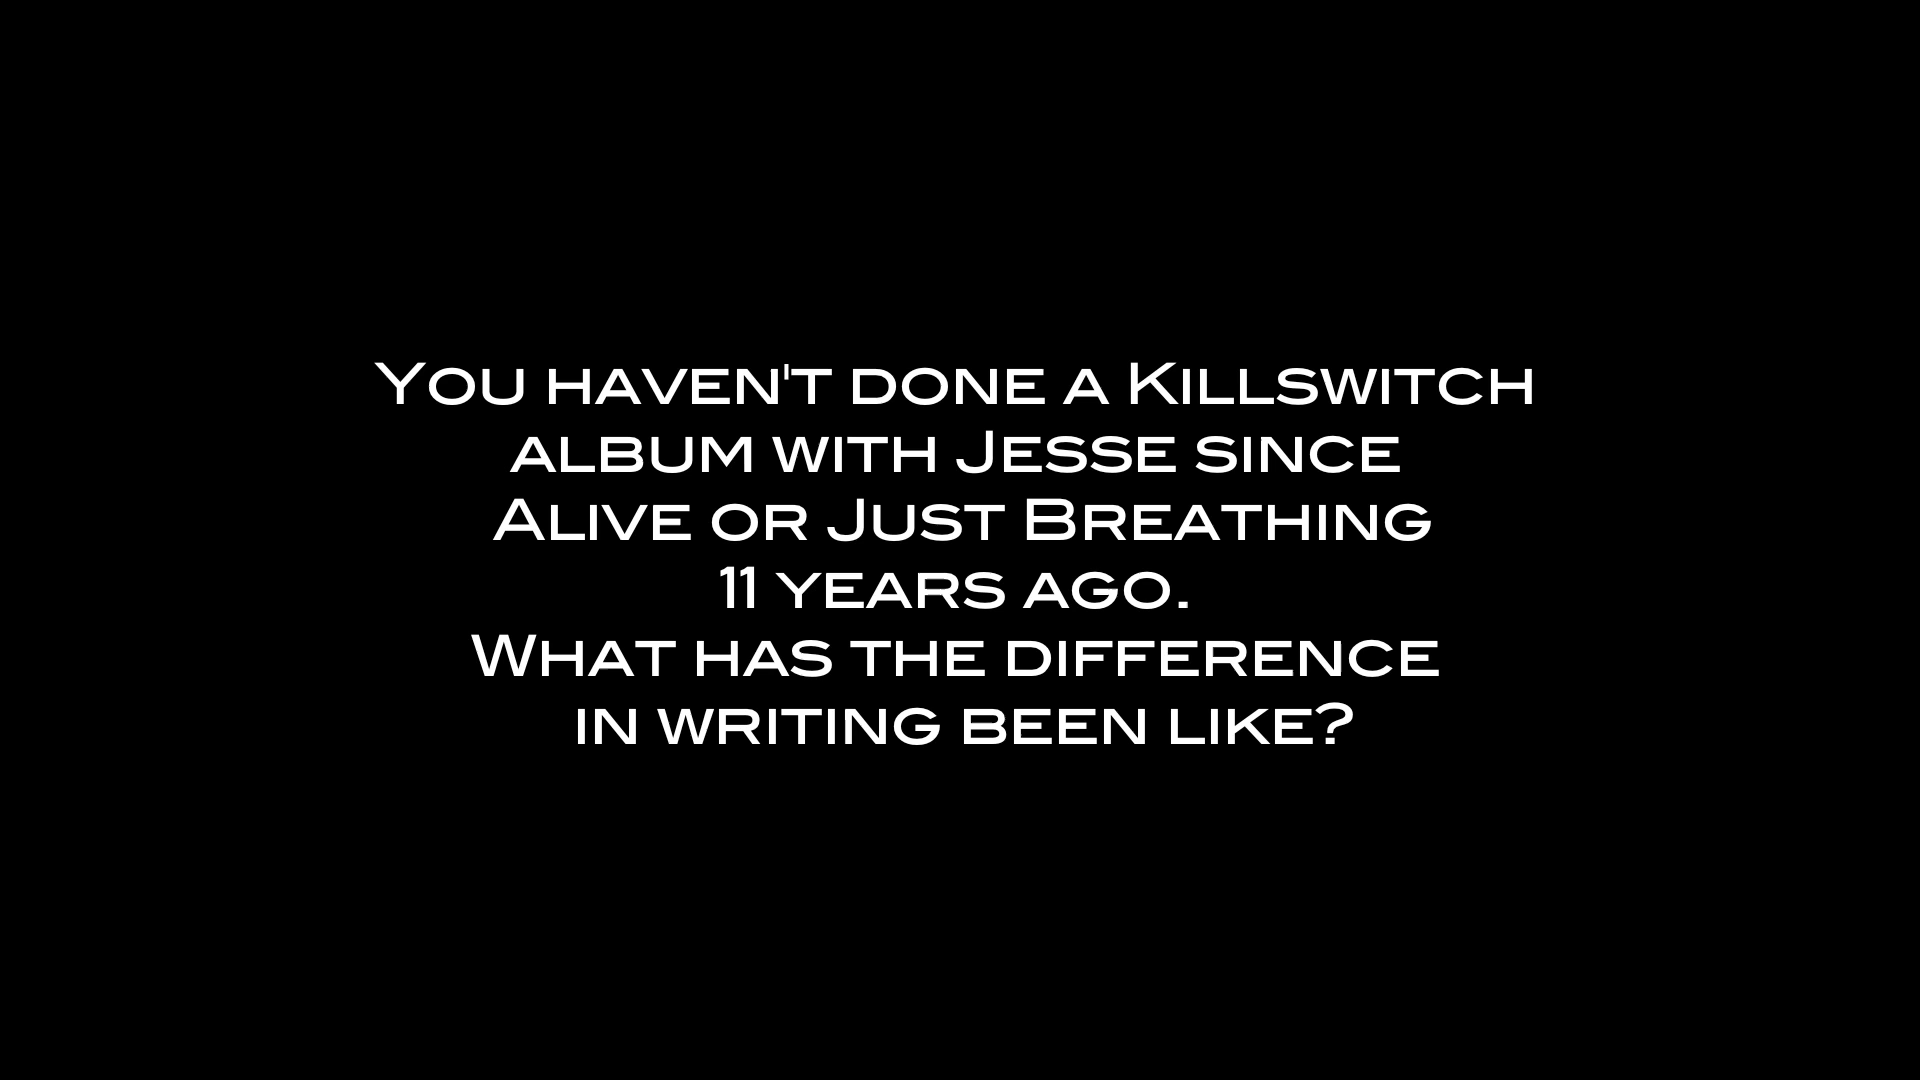 You haven't done a Killswitch
album with Jesse since
Alive or Just Breathing
11 years ago.
What has the difference
in writing been like?